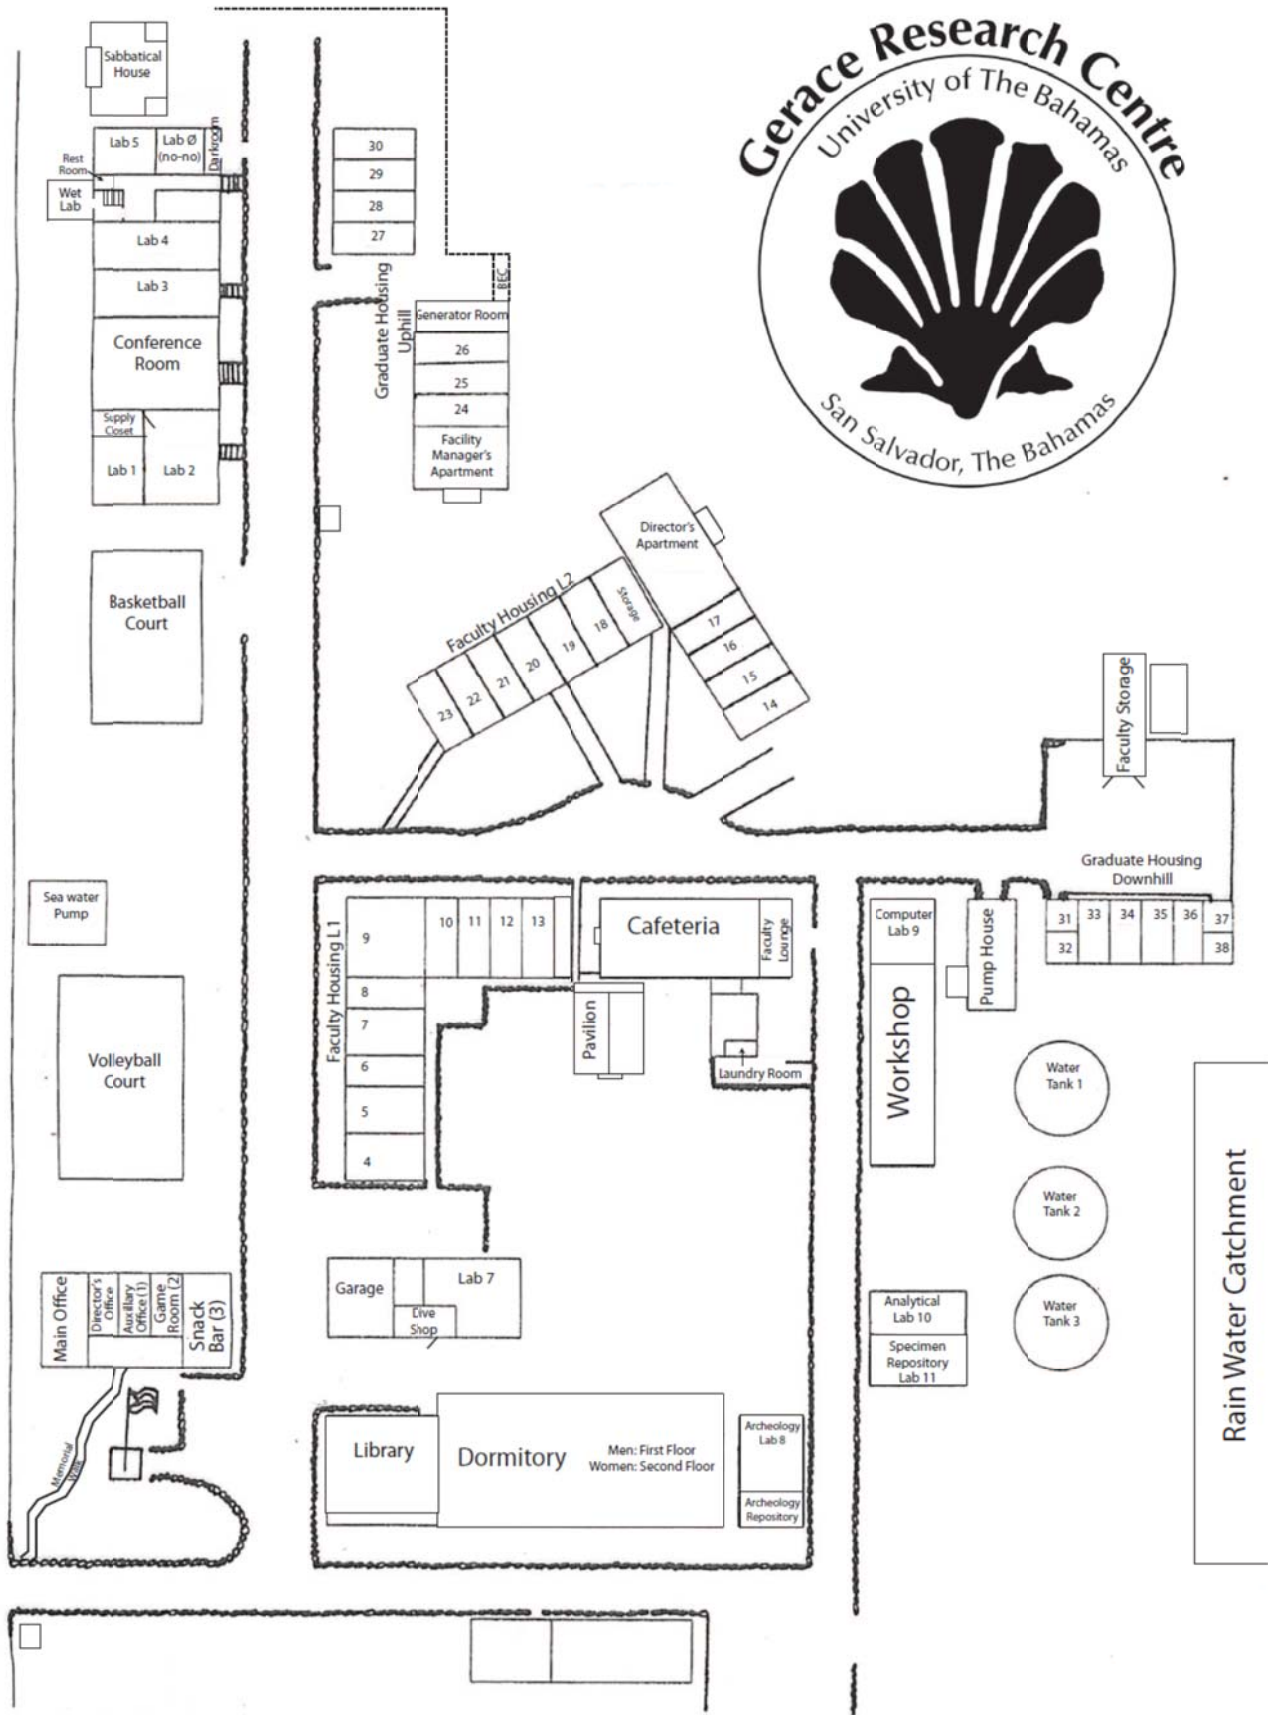 Gerace Research Centre
University of The Bahamas
San Salvador, The Bahamas
Sabbatical
House
Lab 5
Lab Ø
(no-no)
Darkroom
Rest
Room
Wet
Lab
Lab 4
Lab 3
Conference
Room
Supply
Closet
Lab 1
Lab 2
30
29
28
27
Graduate Housing
Uphill
BEC
Generator Room
26
25
24
Facility
Manager's
Apartment
Basketball
Court
Director's
Apartment
17
16
15
14
Faculty Housing L2
Storage
18
19
20
21
22
23
Faculty Storage
Graduate Housing
Downhill
31
32
33
34
35
36
37
38
Sea water
Pump
Faculty Housing L1
9
10
11
12
13
8
7
6
5
4
Cafeteria
Faculty
Lounge
Pavilion
Laundry Room
Computer
Lab 9
Workshop
Pump House
Volleyball
Court
Water
Tank 1
Water
Tank 2
Water
Tank 3
Rain Water Catchment
Main Office
Director's
Office
Auxillary
Office (1)
Game
Room (2)
Snack
Bar (3)
Garage
Lab 7
Dive
Shop
Analytical
Lab 10
Specimen
Repository
Lab 11
Memorial
Walk
Library
Dormitory
Men: First Floor
Women: Second Floor
Archeology
Lab 8
Archeology
Repository